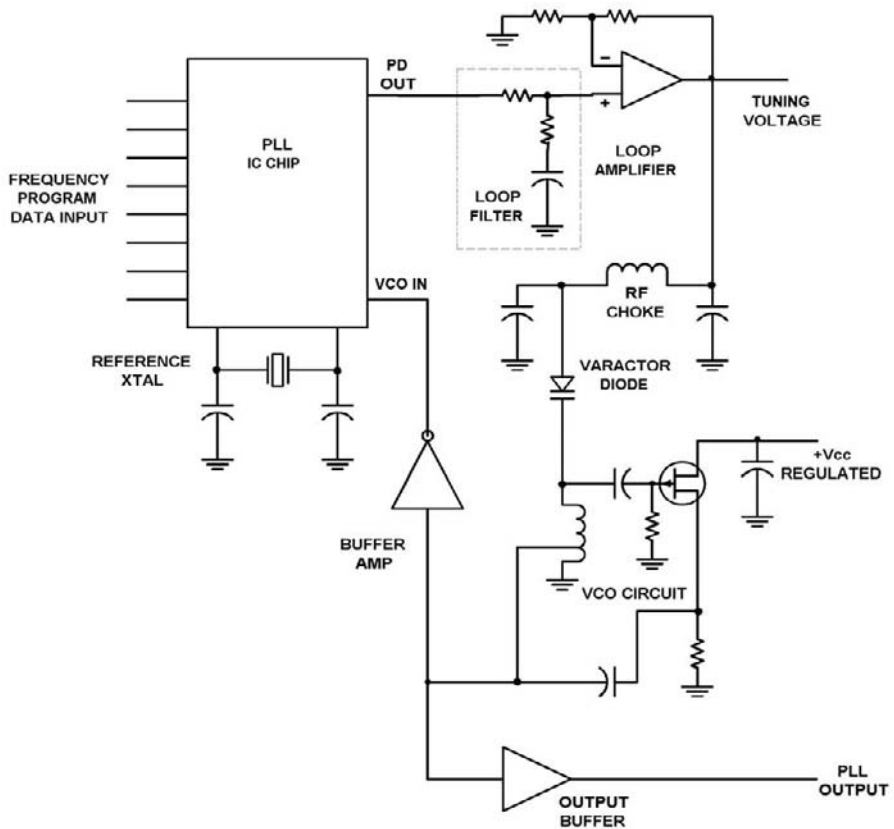 PD
OUT
PLL
IC CHIP
FREQUENCY
PROGRAM
DATA INPUT
VCO IN
REFERENCE
XTAL
LOOP
FILTER
LOOP
AMPLIFIER
-
+
TUNING
VOLTAGE
RF
CHOKE
VARACTOR
DIODE
+Vcc
REGULATED
VCO CIRCUIT
BUFFER
AMP
OUTPUT
BUFFER
PLL
OUTPUT